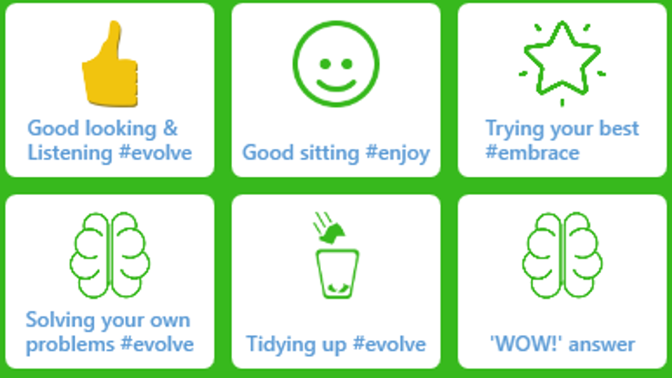 Good looking &
Listening #evolve
Good sitting #enjoy
Trying your best
#embrace
Solving your own
problems #evolve
Tidying up #evolve
'WOW!' answer